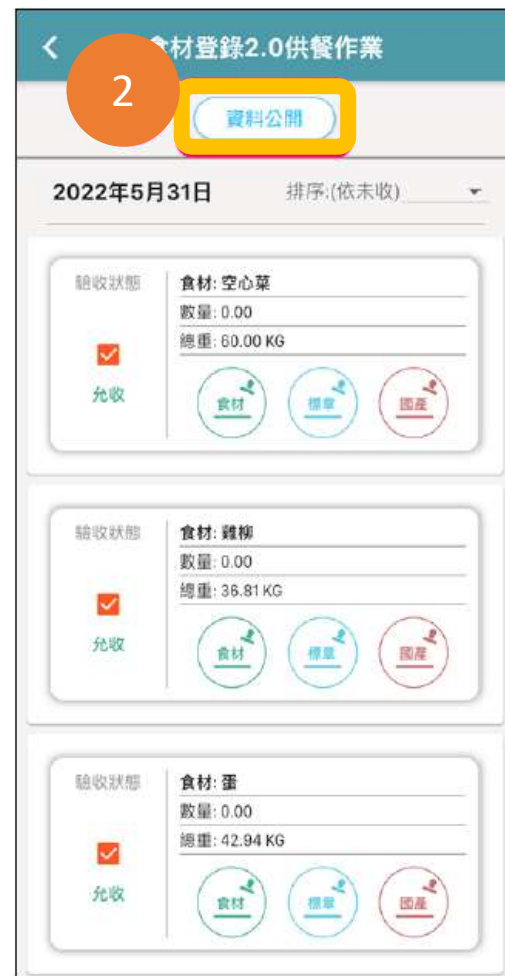 食材登錄2.0供餐作業
2
資料公開
2022年5月31日 排序:(依未收)
驗收狀態
食材: 空心菜
數量: 0.00
總重: 60.00 KG
允收
食材 標章 國產
驗收狀態
食材: 雞柳
數量: 0.00
總重: 36.81 KG
允收
食材 標章 國產
驗收狀態
食材: 蛋
數量: 0.00
總重: 42.94 KG
允收
食材 標章 國產